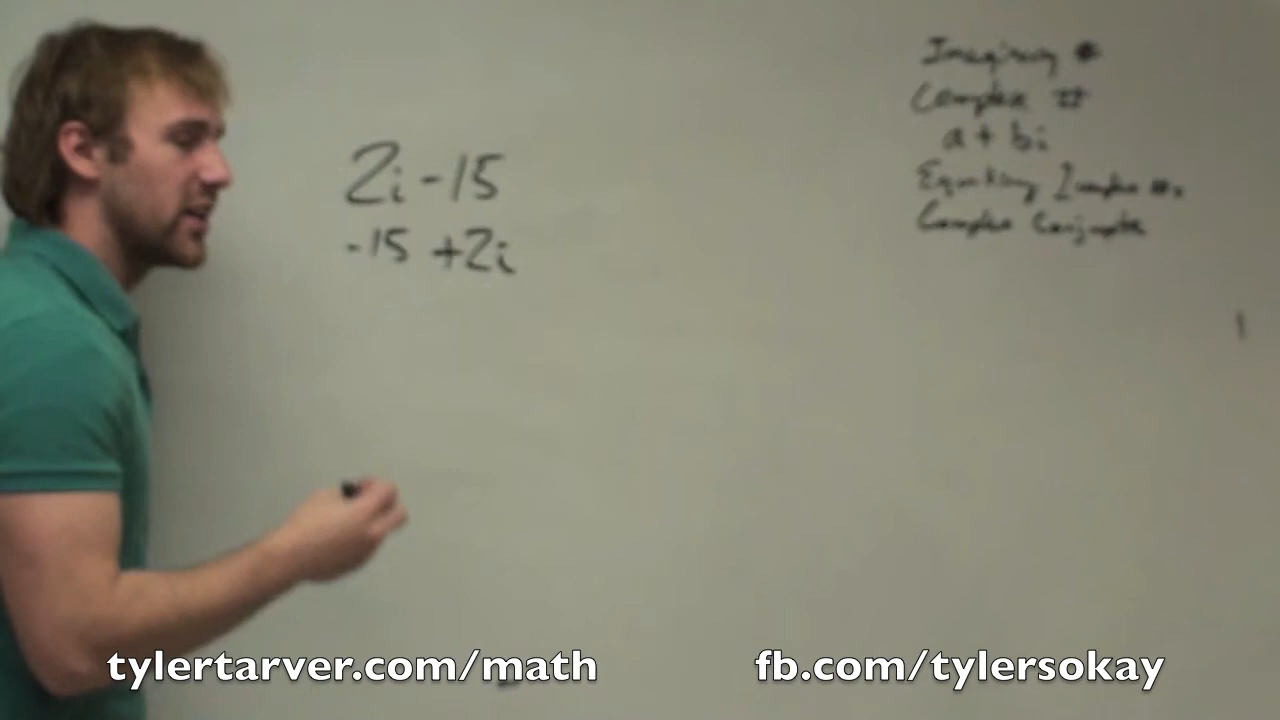 2i - 15
-15 + 2i
Imaginary #
Complex #
a + bi
Equating Complex #s
Complex Conjugate
tylertarver.com/math
fb.com/tylersokay